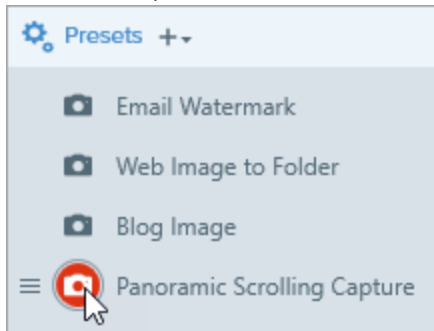 Presets
Email Watermark
Web Image to Folder
Blog Image
Panoramic Scrolling Capture